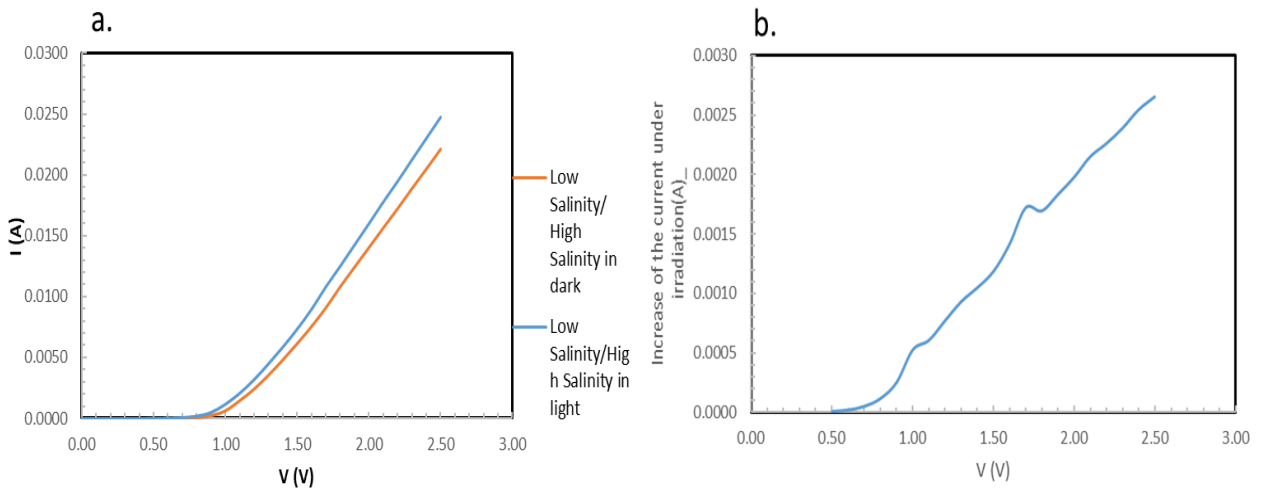 a.
0.0300
0.0250
0.0200
0.0150
0.0100
0.0050
0.0000
I (A)
0.00 0.50 1.00 1.50 2.00 2.50 3.00
V (V)
Low
Salinity/
High
Salinity in
dark
Low
Salinity/Hig
h Salinity in
light
b.
0.0030
0.0025
0.0020
0.0015
0.0010
0.0005
0.0000
Increase of the current under
irradiation(A)_
0.00 0.50 1.00 1.50 2.00 2.50 3.00
V (V)